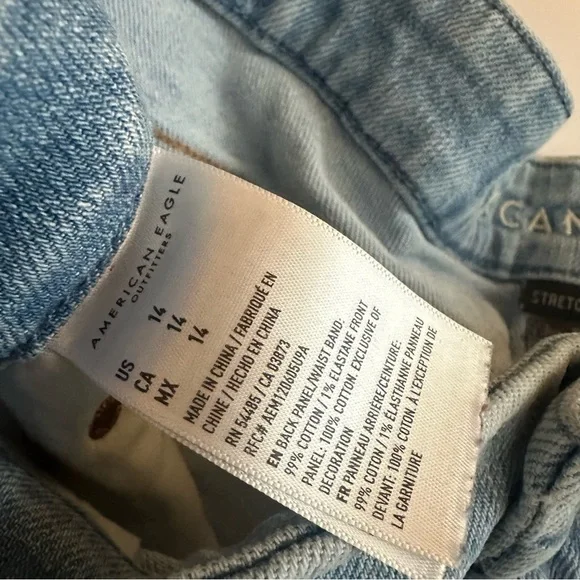 AMERICAN EAGLE
OUTFITTERS
US 14
CA 14
MX 14
MADE IN CHINA / FABRIQUÉ EN
CHINE / HECHO EN CHINA
RN 54485 / CA 03873
EN BACK PANEL/WAIST BAND:
99% COTTON / 1% ELASTANE FRONT
PANEL: 100% COTTON. EXCLUSIVE OF
DECORATION
FR PANNEAU ARRIÈRE/CEINTURE:
99% COTON / 1% ÉLASTHANNE PANNEAU
DEVANT: 100% COTON. À L'EXCEPTION DE
LA GARNITURE
CAN
STRETC